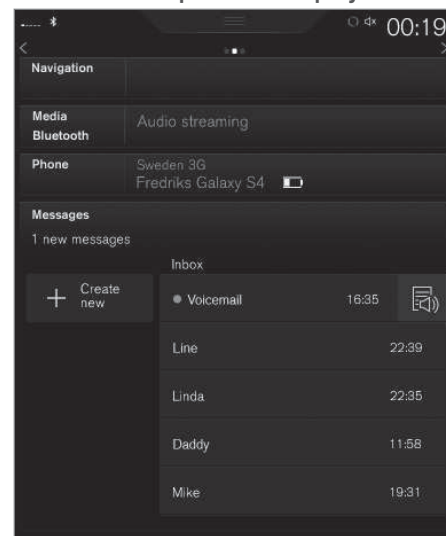 00:19
Navigation
Media
Bluetooth
Audio streaming
Phone
Sweden 3G
Fredriks Galaxy S4
Messages
1 new messages
Inbox
Create
new
Voicemail 16:35
Line 22:39
Linda 22:35
Daddy 11:58
Mike 19:31